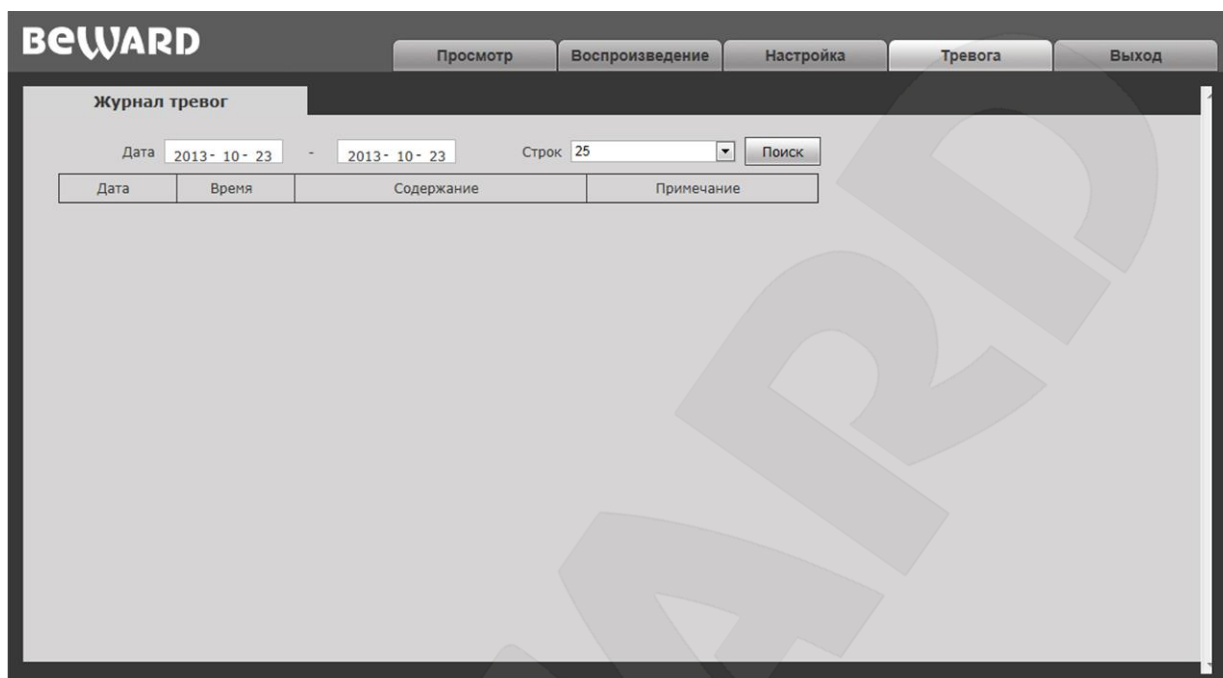 BEWARD
Просмотр Воспроизведение Настройка Тревога Выход
Журнал тревог
Дата 2013- 10- 23 - 2013- 10- 23 Строк 25 Поиск
Дата Время Содержание Примечание